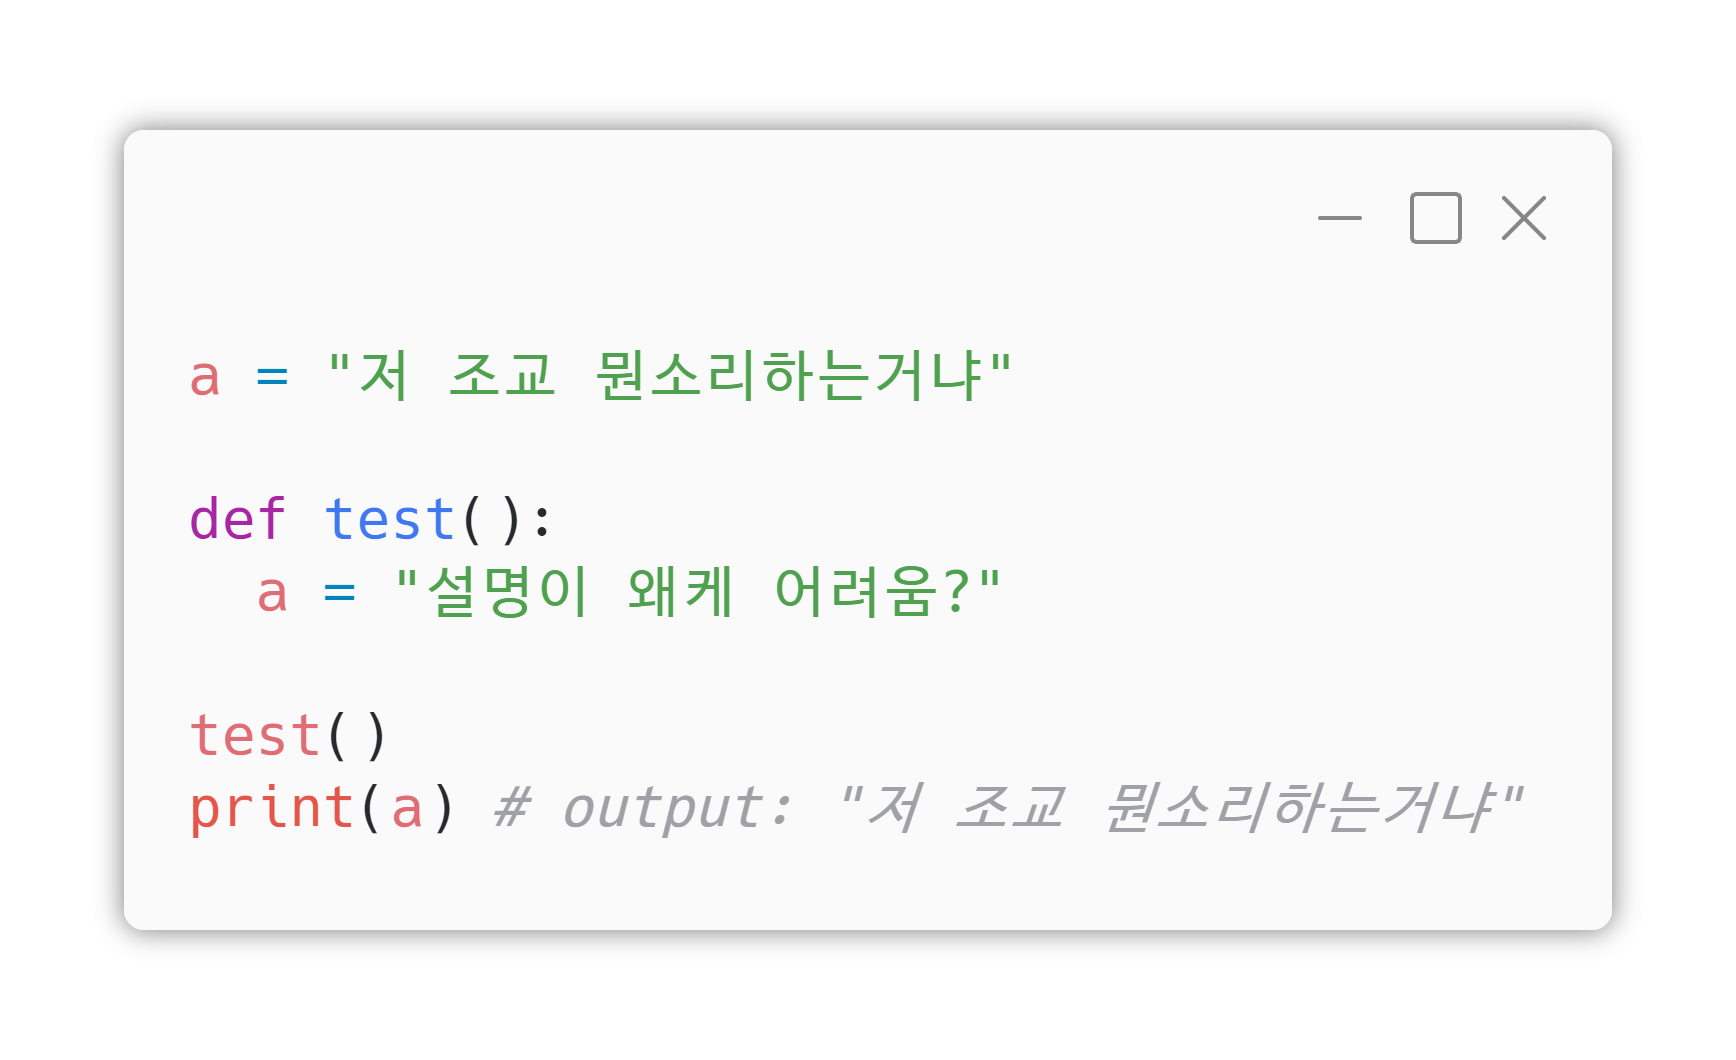 a = "저 조교 뭔소리하는거냐"
def test():
  a = "설명이 왜케 어려움?"
test()
print(a) # output: "저 조교 뭔소리하는거냐"